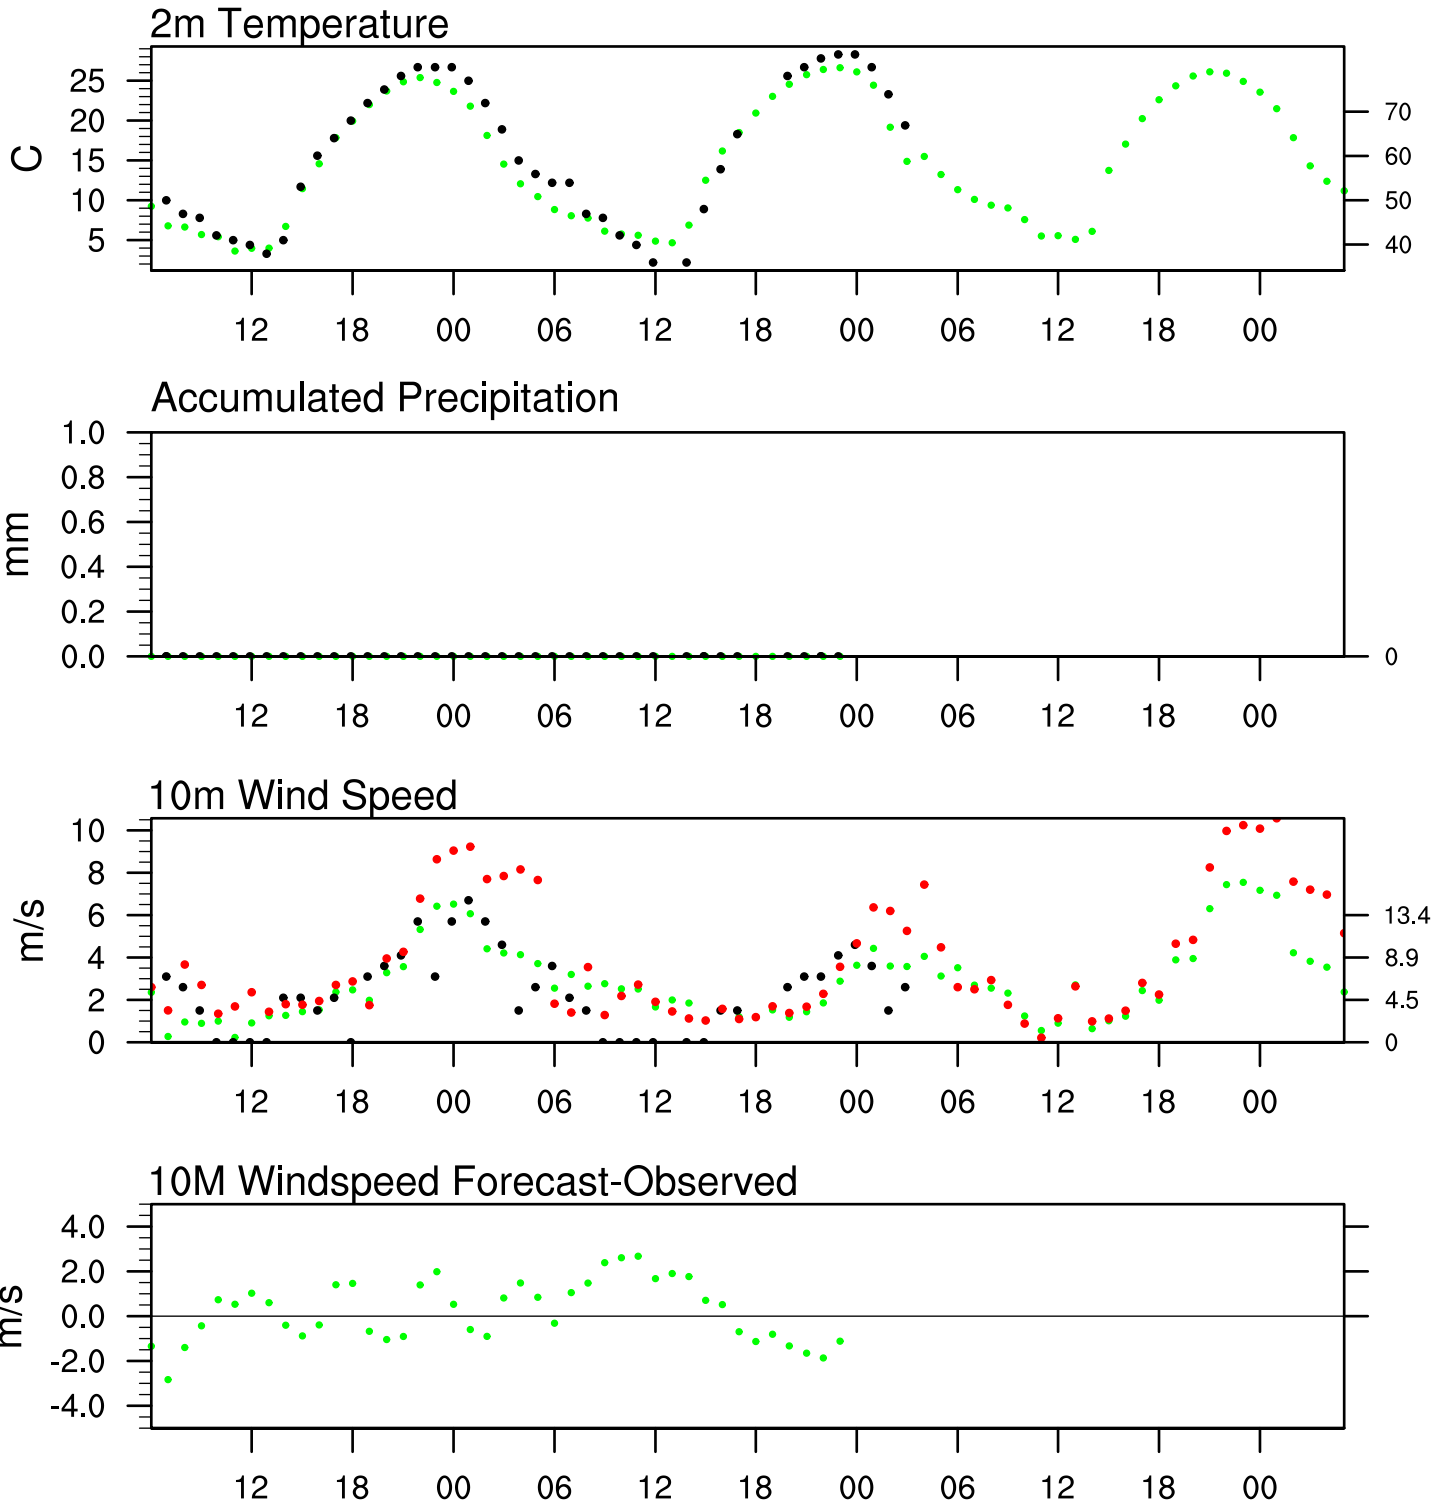 2m Temperature
C
25
20
15
10
5
70
60
50
40
12 18 00 06 12 18 00 06 12 18 00
Accumulated Precipitation
mm
1.0
0.8
0.6
0.4
0.2
0.0
0
12 18 00 06 12 18 00 06 12 18 00
10m Wind Speed
m/s
10
8
6
4
2
0
13.4
8.9
4.5
0
12 18 00 06 12 18 00 06 12 18 00
10M Windspeed Forecast-Observed
m/s
4.0
2.0
0.0
-2.0
-4.0
12 18 00 06 12 18 00 06 12 18 00